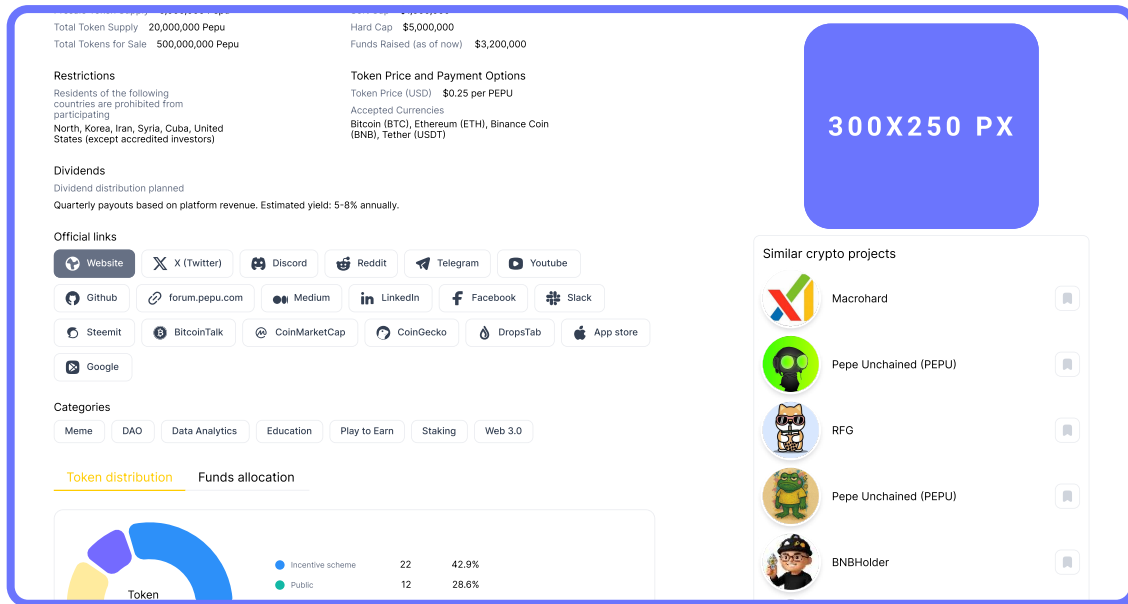 Total Token Supply 20,000,000 Pepu
Total Tokens for Sale 500,000,000 Pepu
Hard Cap $5,000,000
Funds Raised (as of now) $3,200,000
Restrictions
Residents of the following
countries are prohibited from
participating
North, Korea, Iran, Syria, Cuba, United
States (except accredited investors)
Token Price and Payment Options
Token Price (USD) $0.25 per PEPU
Accepted Currencies
Bitcoin (BTC), Ethereum (ETH), Binance Coin
(BNB), Tether (USDT)
Dividends
Dividend distribution planned
Quarterly payouts based on platform revenue. Estimated yield: 5-8% annually.
Official links
Website X (Twitter) Discord Reddit Telegram Youtube
Github forum.pepu.com Medium LinkedIn Facebook Slack
Steemit BitcoinTalk CoinMarketCap CoinGecko DropsTab App store
Google
Categories
Meme DAO Data Analytics Education Play to Earn Staking Web 3.0
Token distribution Funds allocation
Incentive scheme 22 42.9%
Public 12 28.6%
Token
300X250 PX
Similar crypto projects
Macrohard
Pepe Unchained (PEPU)
RFG
Pepe Unchained (PEPU)
BNBHolder